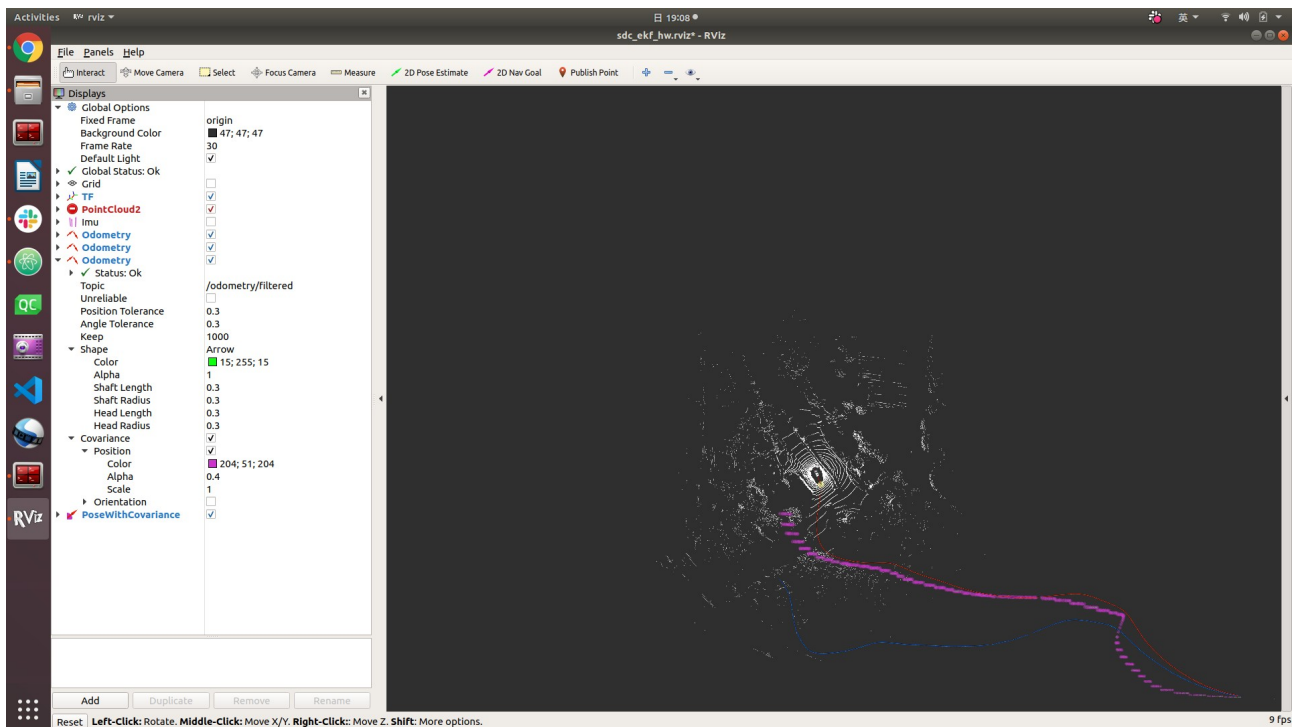 Activities RViz rviz 日 19:08 英
sdc_ekf_hw.rviz* - RViz
File Panels Help
Interact Move Camera Select Focus Camera Measure 2D Pose Estimate 2D Nav Goal Publish Point
Displays
Global Options
Fixed Frame origin
Background Color 47; 47; 47
Frame Rate 30
Default Light
Global Status: Ok
Grid
TF
PointCloud2
Imu
Odometry
Odometry
Odometry
Status: Ok
Topic /odometry/filtered
Unreliable
Position Tolerance 0.3
Angle Tolerance 0.3
Keep 1000
Shape Arrow
Color 15; 255; 15
Alpha 1
Shaft Length 0.3
Shaft Radius 0.3
Head Length 0.3
Head Radius 0.3
Covariance
Position
Color 204; 51; 204
Alpha 0.4
Scale 1
Orientation
PoseWithCovariance
QC
RViz
Add Duplicate Remove Rename
Reset Left-Click: Rotate. Middle-Click: Move X/Y. Right-Click:: Move Z. Shift: More options. 9 fps